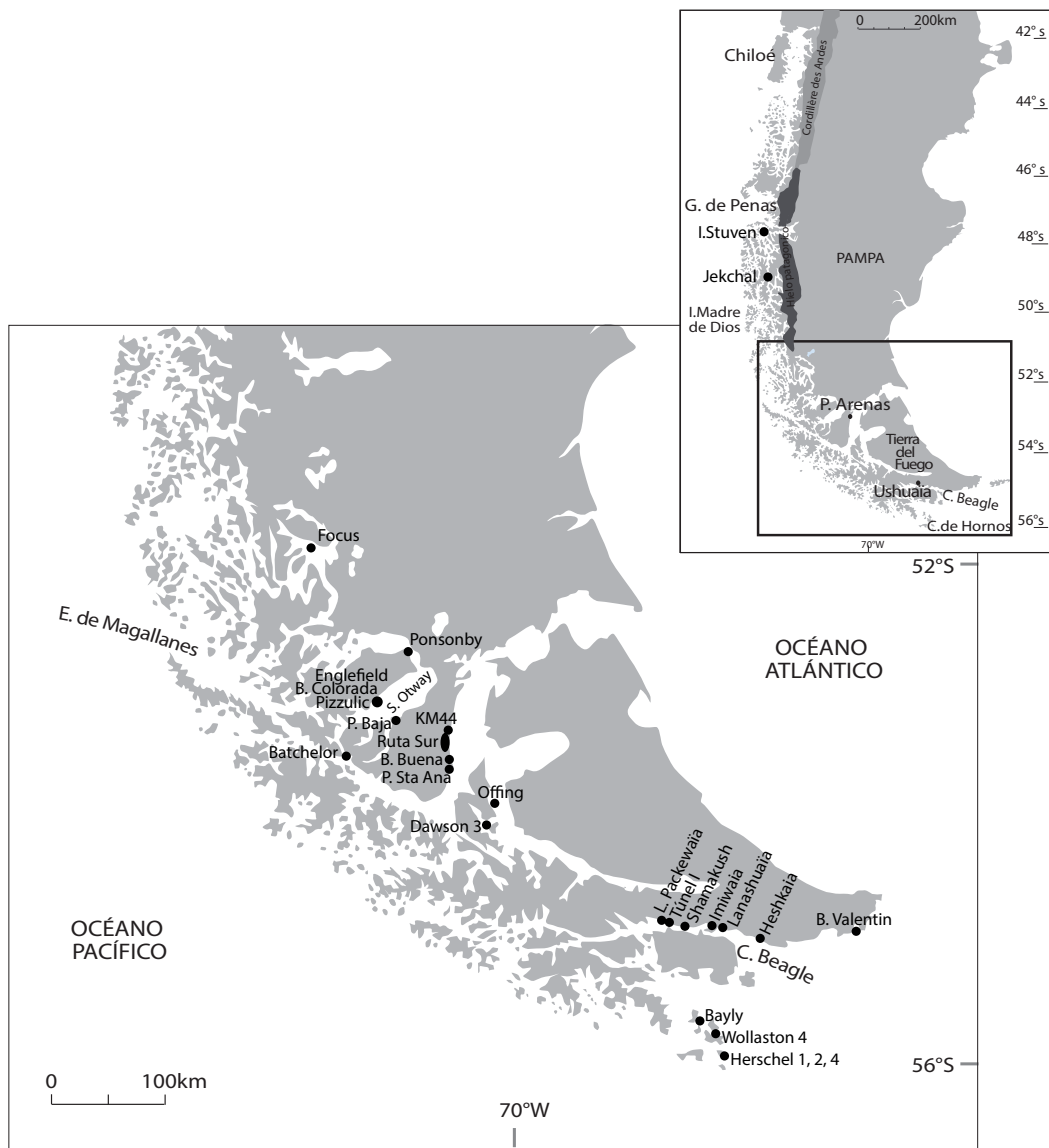 0 200km
42° s
Chiloé
Cordillère des Andes
44° s
46° s
G. de Penas
I.Stuven
48°s
Hielo patagonico
PAMPA
Jekchal
50°s
I.Madre
de Dios
52°s
P. Arenas
Tierra
del
Fuego
54°s
Ushuaïa
C. Beagle
C.de Hornos
56°s
70°W
52°S
Focus
E. de Magallanes
Ponsonby
OCÉANO
ATLÁNTICO
Englefield
B. Colorada
Pizzulic
S. Otway
P. Baja
KM44
Ruta Sur
Batchelor
B. Buena
P. Sta Ana
Offing
Dawson 3
L. Packewaïa
Túnel I
Shamakush
Imiwaia
Lanashuaïa
Heshkaia
B. Valentin
OCÉANO
PACÍFICO
C. Beagle
Bayly
Wollaston 4
Herschel 1, 2, 4
56°S
0 100km
70°W